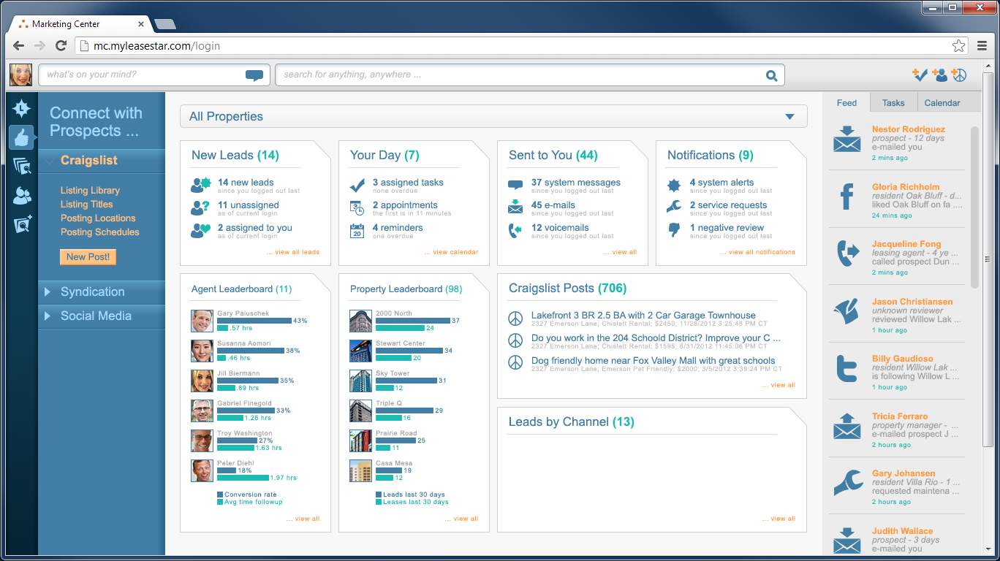 Marketing Center
mc.myleasestar.com/login
what's on your mind?
search for anything, anywhere ...
L
Connect with
Prospects ...
Craigslist
Listing Library
Listing Titles
Posting Locations
Posting Schedules
New Post!
Syndication
Social Media
All Properties
New Leads (14)
14 new leads
since you logged out last
11 unassigned
as of current login
2 assigned to you
as of current login
... view all leads
Your Day (7)
3 assigned tasks
none overdue
2 appointments
the first is in 11 minutes
20
4 reminders
one overdue
... view calendar
Sent to You (44)
37 system messages
since you logged out last
45 e-mails
since you logged out last
12 voicemails
since you logged out last
... view all
Notifications (9)
4 system alerts
since you logged out last
2 service requests
since you logged out last
1 negative review
since you logged out last
... view all notifications
Agent Leaderboard (11)
Gary Paluschek
43%
.57 hrs
Susanna Aomori
38%
.46 hrs
Jill Biermann
35%
.89 hrs
Gabriel Finegold
33%
1.26 hrs
Troy Washington
27%
1.63 hrs
Peter Diehl
18%
1.97 hrs
Conversion rate
Avg time followup
... view all
Property Leaderboard (98)
2000 North
37
24
Stewart Center
34
20
Sky Tower
31
12
Triple Q
29
16
Prairie Road
25
11
Casa Mesa
19
12
Leads last 30 days
Leases last 30 days
... view all
Craigslist Posts (706)
Lakefront 3 BR 2.5 BA with 2 Car Garage Townhouse
2327 Emerson Lane; Chislett Rental; $2450; 11/28/2012 3:25:48 PM CT
Do you work in the 204 Schoold District? Improve your C ...
2327 Emerson Lane; Chislett Rental; $1595; 8/31/2012 11:45:06 PM CT
Dog friendly home near Fox Valley Mall with great schools
2327 Emerson Lane; Emerson Pet Friendly; $2000; 3/5/2012 3:39:24 PM CT
... view all
Leads by Channel (13)
... view all
Feed
Tasks
Calendar
Nestor Rodriguez
prospect - 12 days
e-mailed you
2 mins ago
Gloria Richholm
resident Oak Bluff - d...
liked Oak Bluff on fa ....
24 mins ago
Jacqueline Fong
leasing agent - 4 ye ...
called prospect Dun ...
2 mins ago
Jason Christiansen
unknown reviewer
reviewed Willow Lak ...
1 hour ago
Billy Gaudioso
resident Willow Lak ...
is following Willow L ...
1 hour ago
Tricia Ferraro
property manager - ...
e-mailed prospect J ...
2 hours ago
Gary Johansen
resident Villa Rio - 1 ...
requested maintena ...
2 hours ago
Judith Wallace
prospect - 3 days
e-mailed you